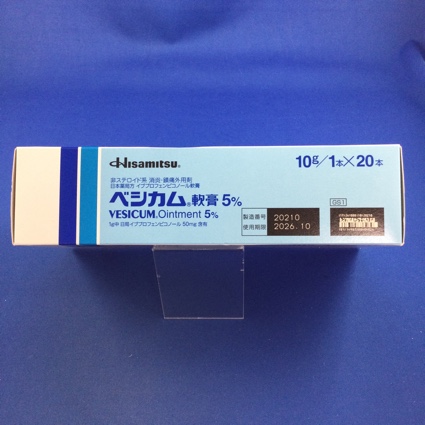 Hisamitsu®
10g/1本×20本
非ステロイド系 消炎・鎮痛外用剤
日本薬局方 イブプロフェンピコノール軟膏
ベシカム®軟膏5%
VESICUM®Ointment 5%
日局イブプロフェンピコノール 50mg 含有
製造番号 20210
使用期限 2026.10